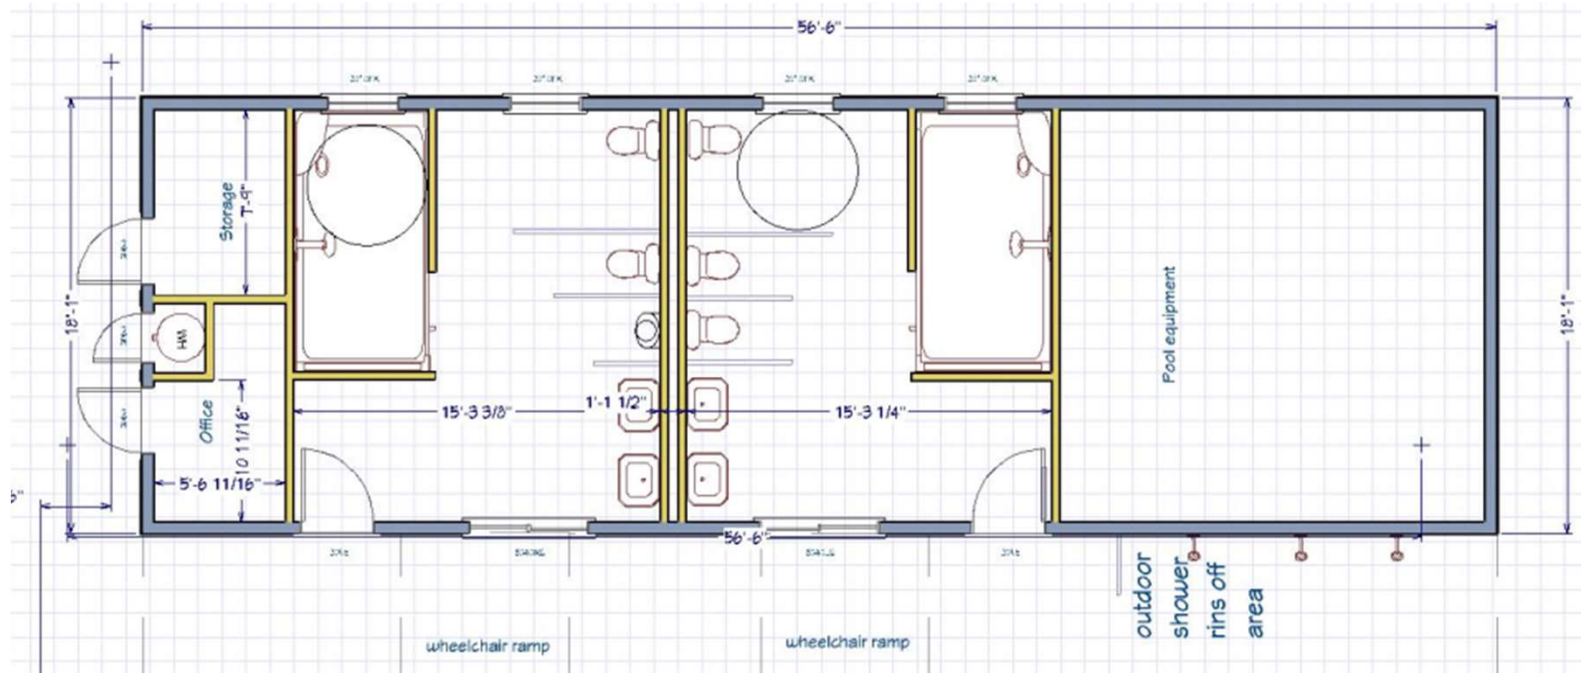 56'-6"
Storage
7'-9"
18'-1"
WH
Office
10 11/16"
5'-6 11/16"
6"
15'-3 3/8"
1'-1 1/2"
15'-3 1/4"
Pool equipment
18'-1"
56'-6"
outdoor
shower
rins off
area
wheelchair ramp
wheelchair ramp